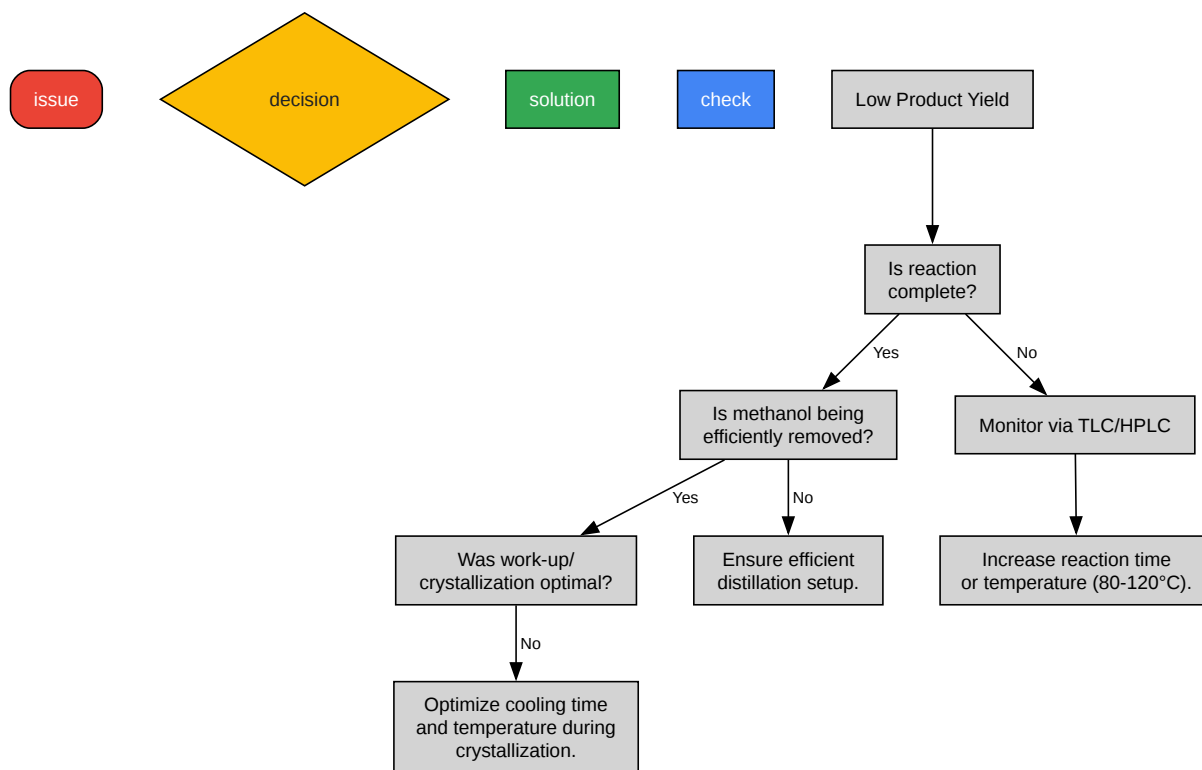 issue
decision
solution
check
Low Product Yield
Is reaction
complete?
Yes
No
Is methanol being
efficiently removed?
Monitor via TLC/HPLC
Yes
No
Was work-up/
crystallization optimal?
Ensure efficient
distillation setup.
Increase reaction time
or temperature (80-120°C).
No
Optimize cooling time
and temperature during
crystallization.